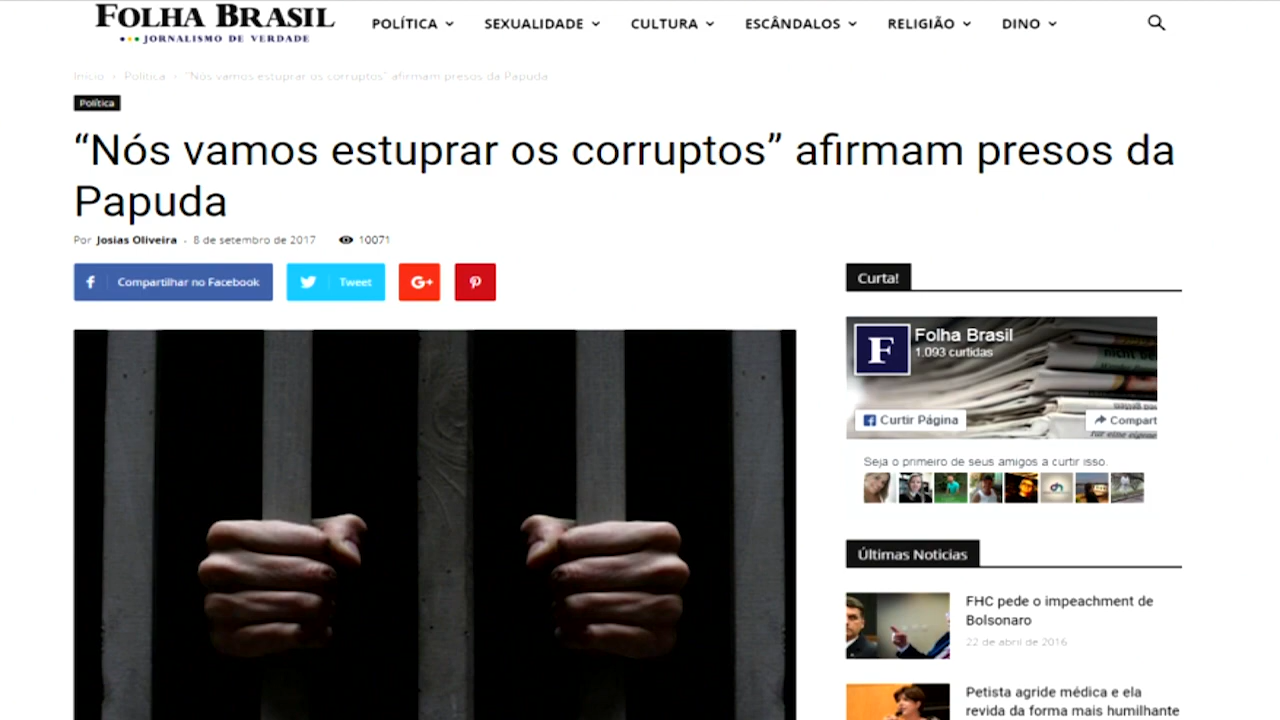 FOLHA BRASIL
JORNALISMO DE VERDADE
POLÍTICA SEXUALIDADE CULTURA ESCÂNDALOS RELIGIÃO DINO
Início › Política › “Nós vamos estuprar os corruptos” afirmam presos da Papuda
Política
“Nós vamos estuprar os corruptos” afirmam presos da
Papuda
Por Josias Oliveira - 8 de setembro de 2017 10071
Compartilhar no Facebook Tweet G+
Curta!
F
Folha Brasil
1.093 curtidas
Curtir Página Compart
Seja o primeiro de seus amigos a curtir isso.
Últimas Noticias
FHC pede o impeachment de
Bolsonaro
22 de abril de 2016
Petista agride médica e ela
revida da forma mais humilhante